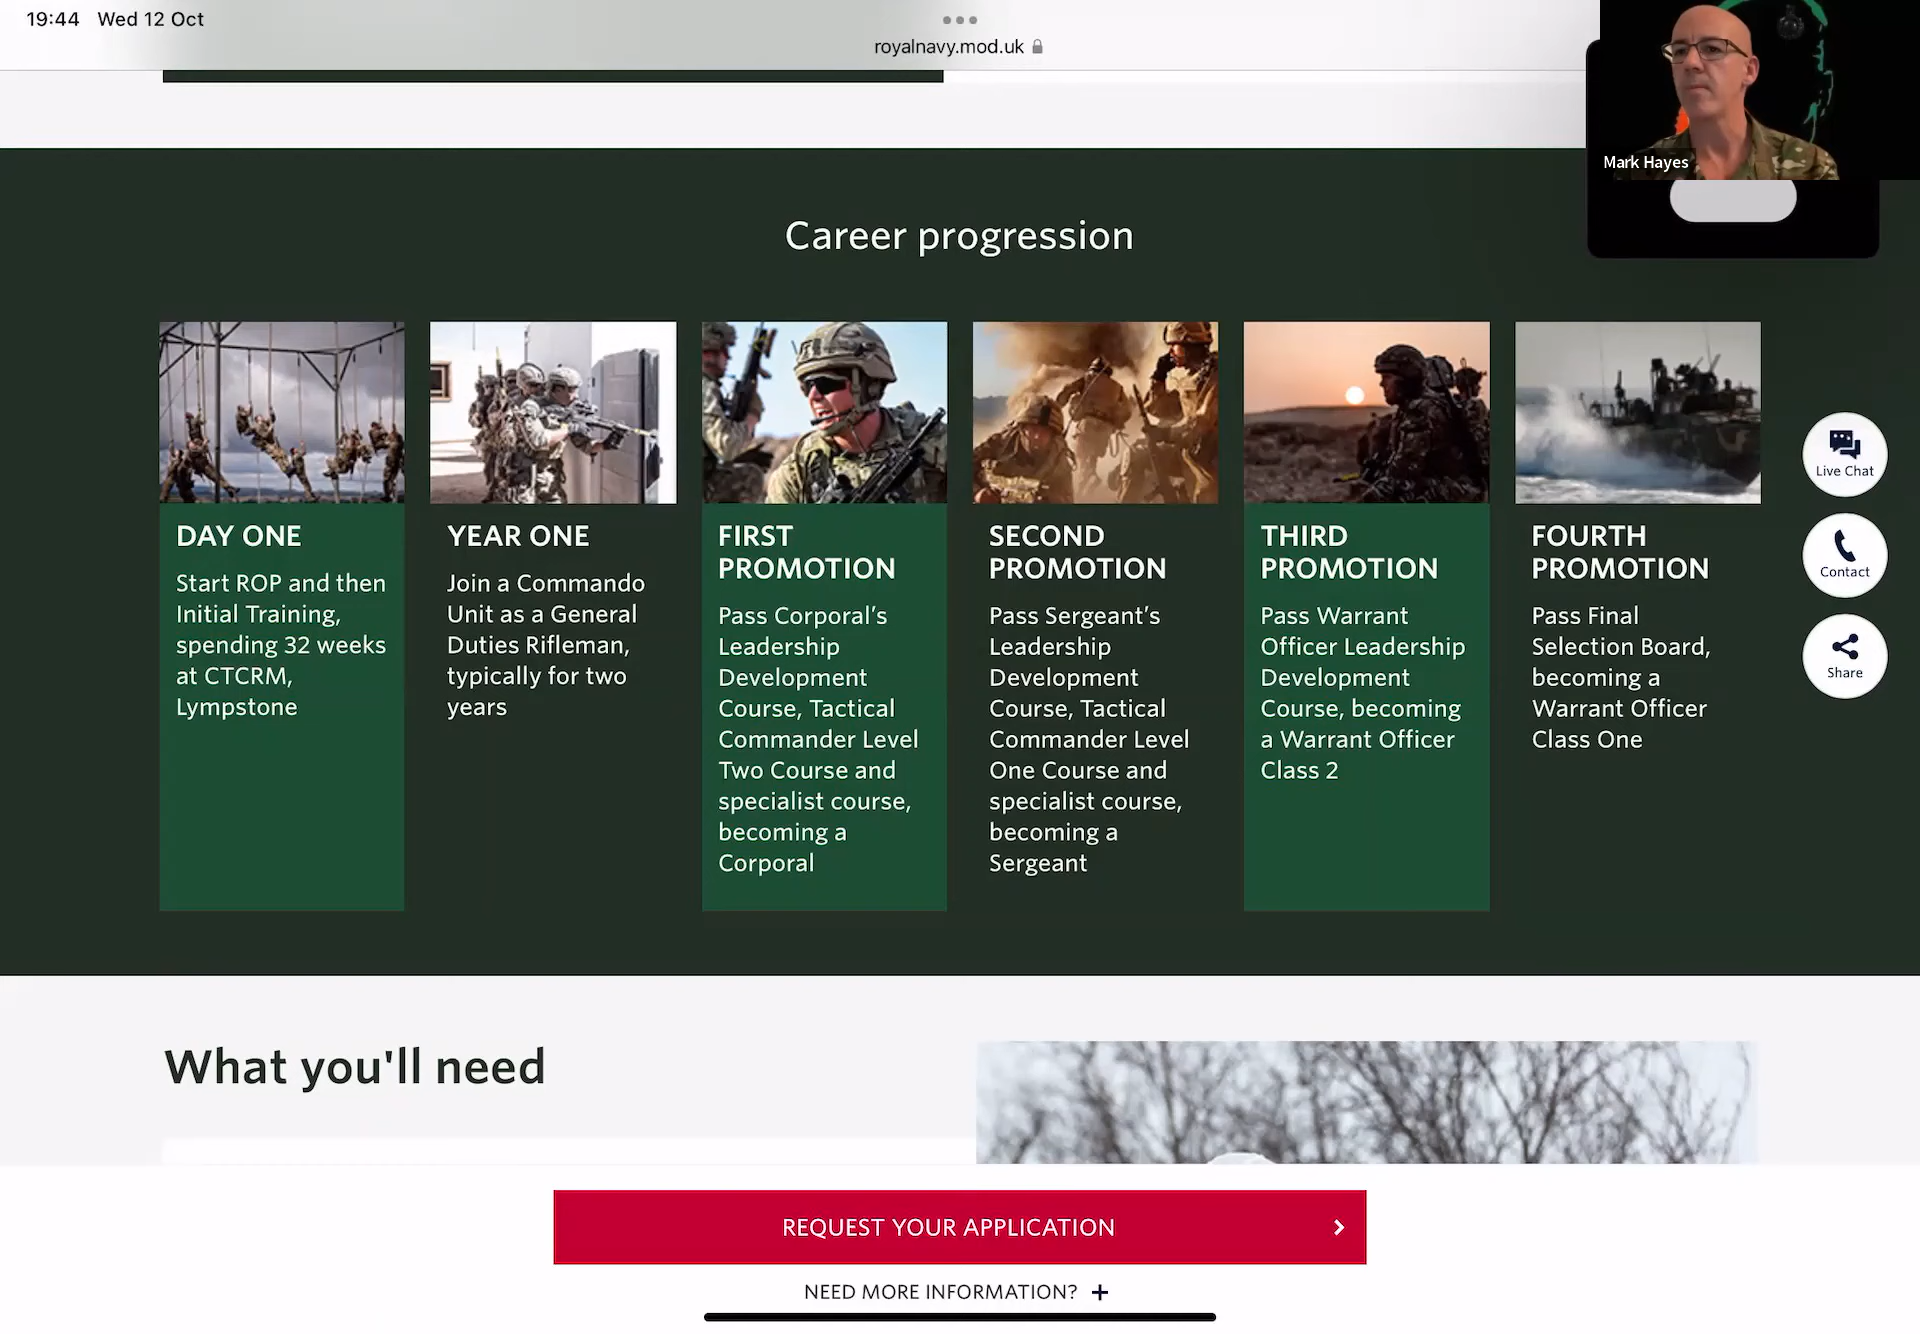 19:44 Wed 12 Oct
royalnavy.mod.uk
Mark Hayes
Career progression
DAY ONE
Start ROP and then
Initial Training,
spending 32 weeks
at CTCRM,
Lympstone
YEAR ONE
Join a Commando
Unit as a General
Duties Rifleman,
typically for two
years
FIRST
PROMOTION
Pass Corporal’s
Leadership
Development
Course, Tactical
Commander Level
Two Course and
specialist course,
becoming a
Corporal
SECOND
PROMOTION
Pass Sergeant’s
Leadership
Development
Course, Tactical
Commander Level
One Course and
specialist course,
becoming a
Sergeant
THIRD
PROMOTION
Pass Warrant
Officer Leadership
Development
Course, becoming
a Warrant Officer
Class 2
FOURTH
PROMOTION
Pass Final
Selection Board,
becoming a
Warrant Officer
Class One
Live Chat
Contact
Share
What you'll need
REQUEST YOUR APPLICATION
NEED MORE INFORMATION? +